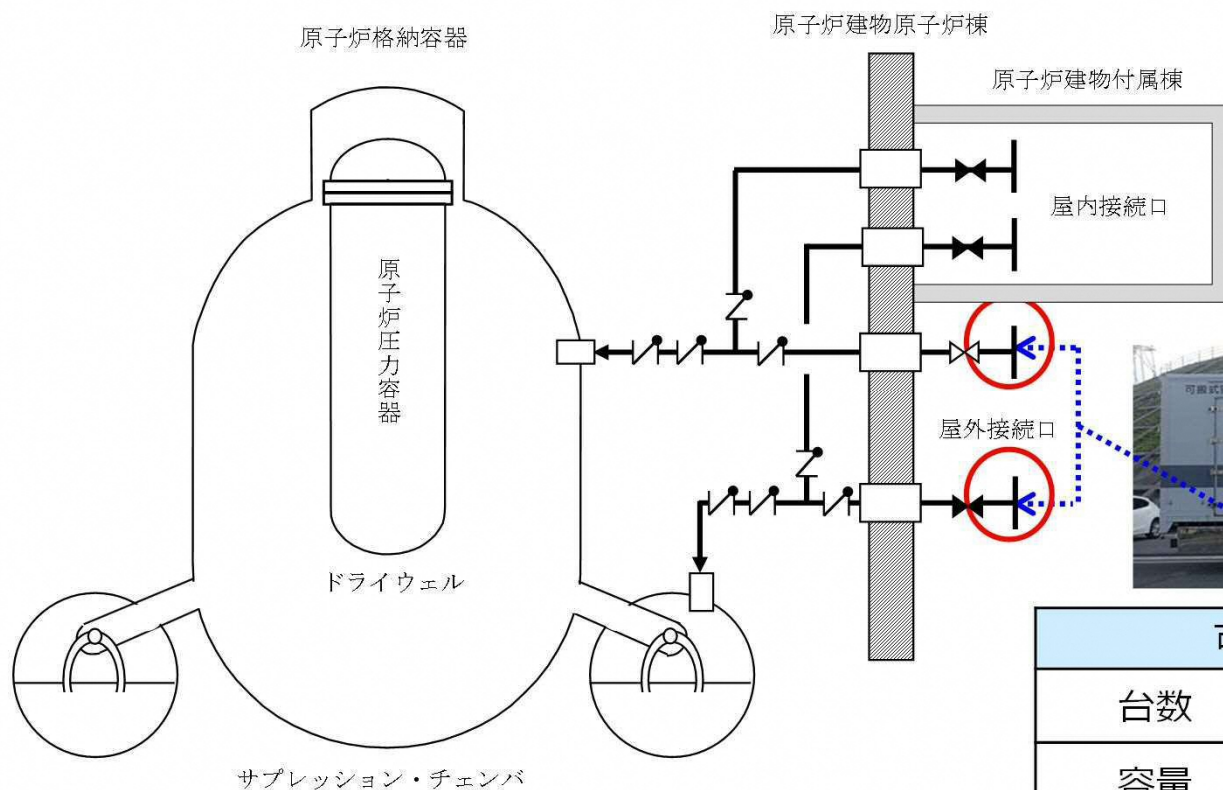 原子炉格納容器
原子炉建物原子炉棟
原子炉建物付属棟
屋内接続口
原子炉圧力容器
屋外接続口
可搬式
ドライウェル
サプレッション・チェンバ
台数
容量